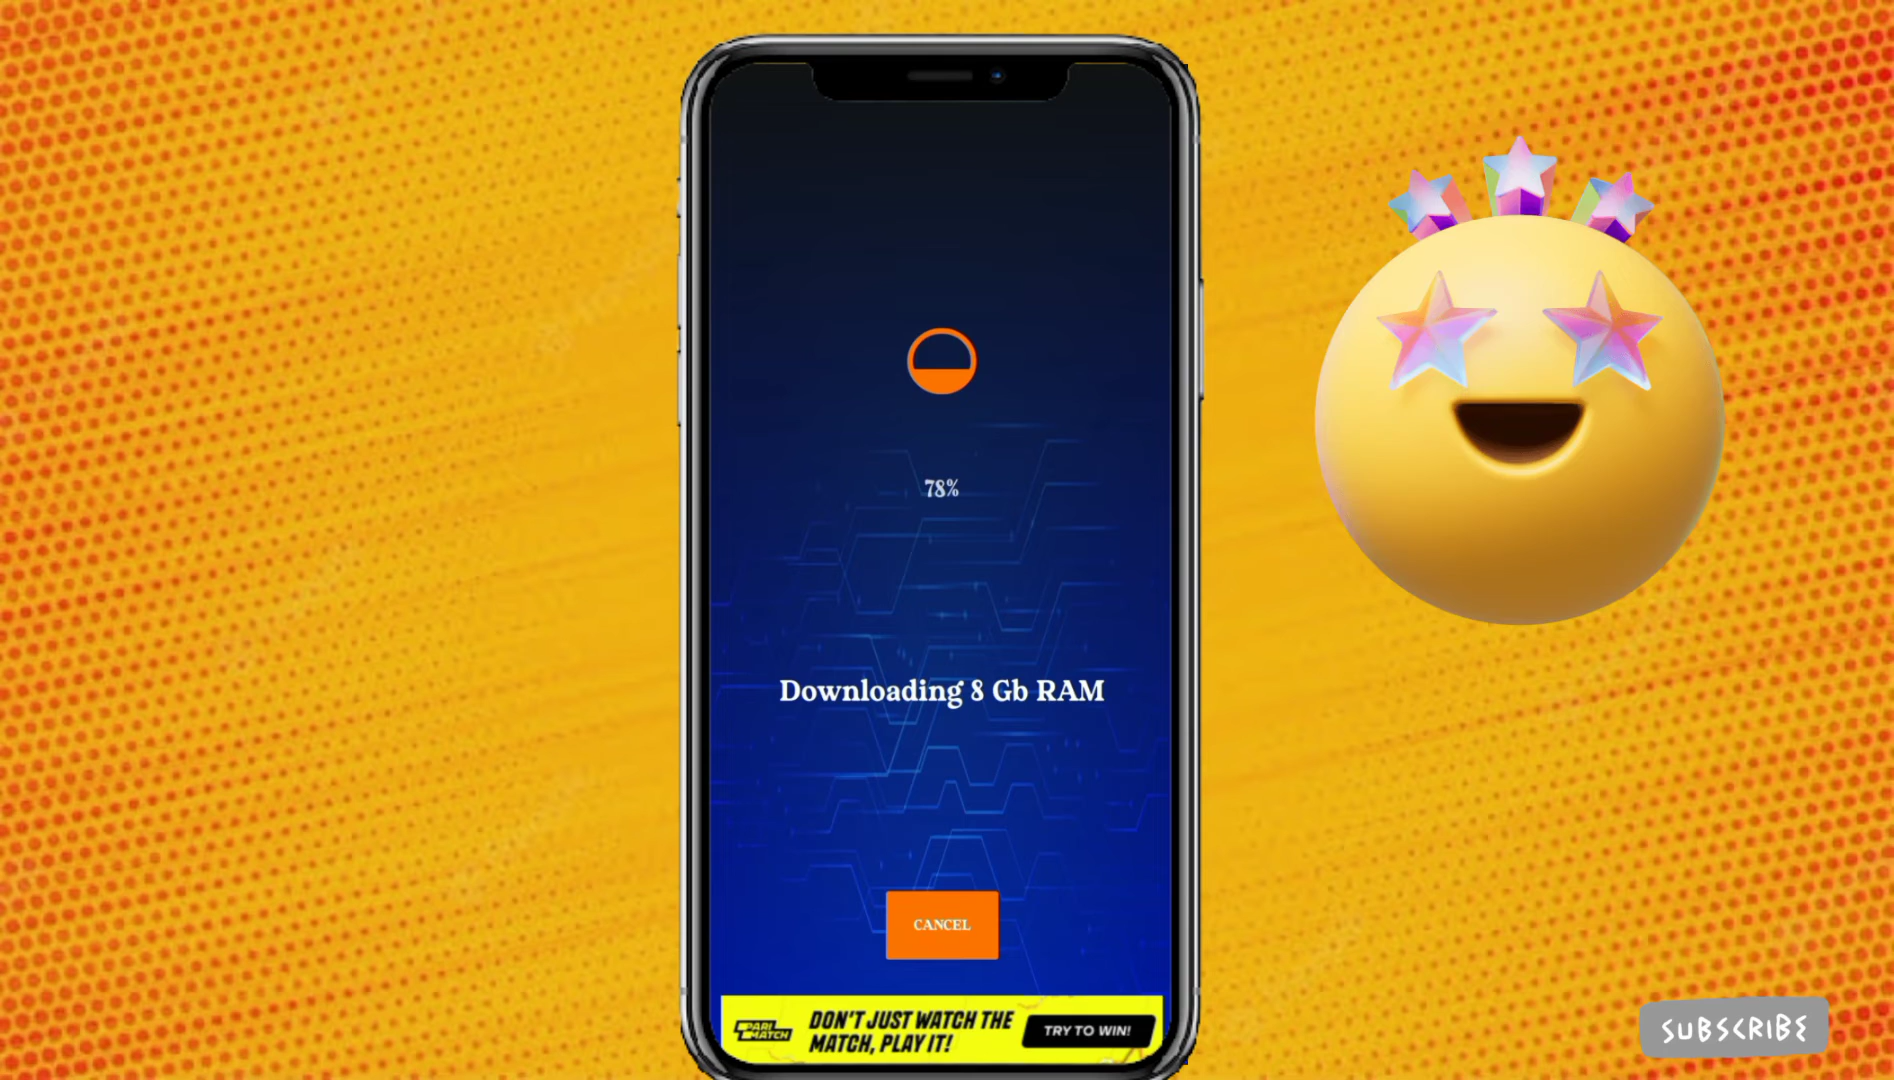 78%
Downloading 8 Gb RAM
CANCEL
PARI
MATCH
DON'T JUST WATCH THE
MATCH, PLAY IT!
TRY TO WIN!
SUBSCRIBE